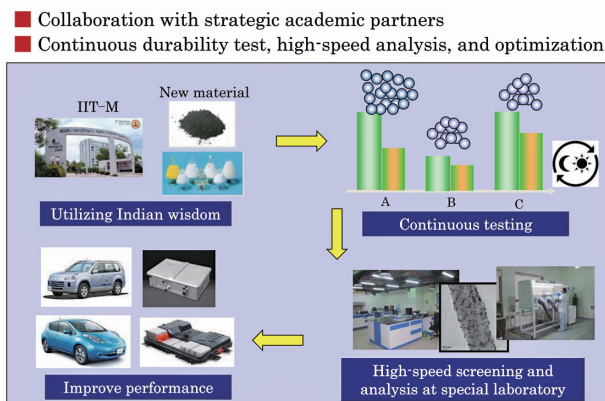 Collaboration with strategic academic partners
Continuous durability test, high-speed analysis, and optimization
IIT-M
New material
Utilizing Indian wisdom
A
B
C
Continuous testing
Improve performance
High-speed screening and
analysis at special laboratory